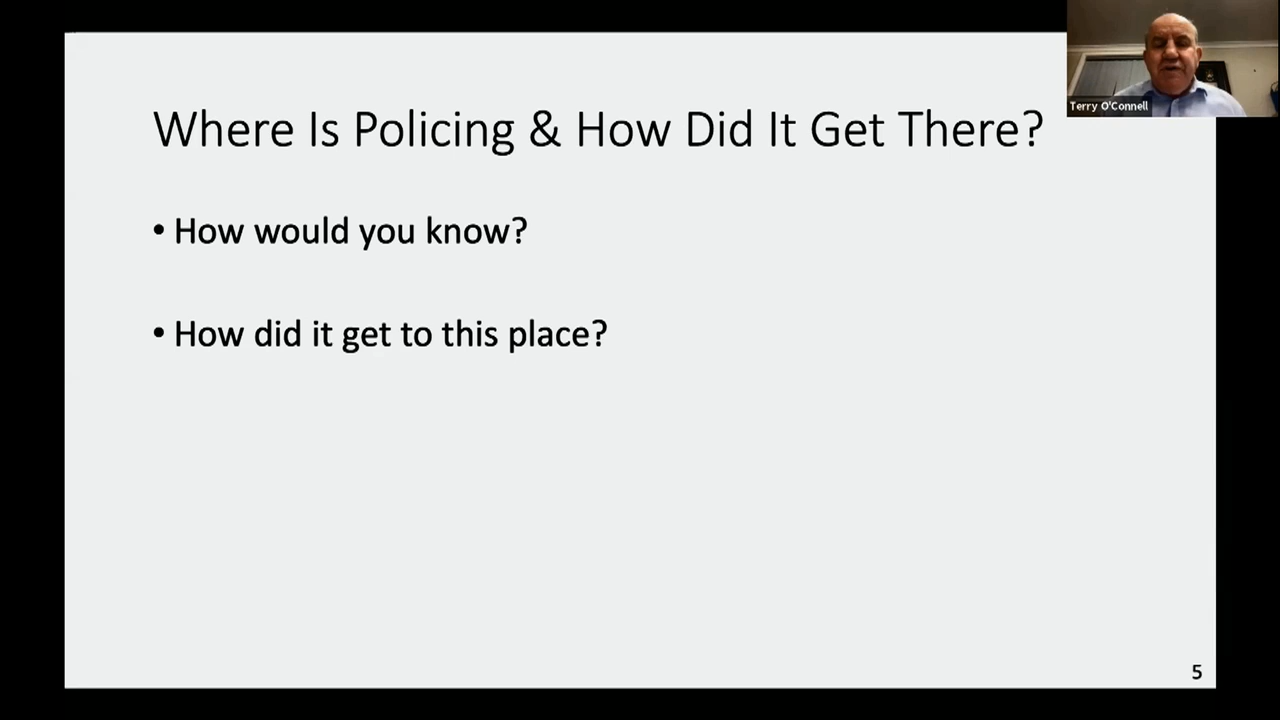 Where Is Policing & How Did It Get There?
Terry O'Connell
• How would you know?
• How did it get to this place?
5